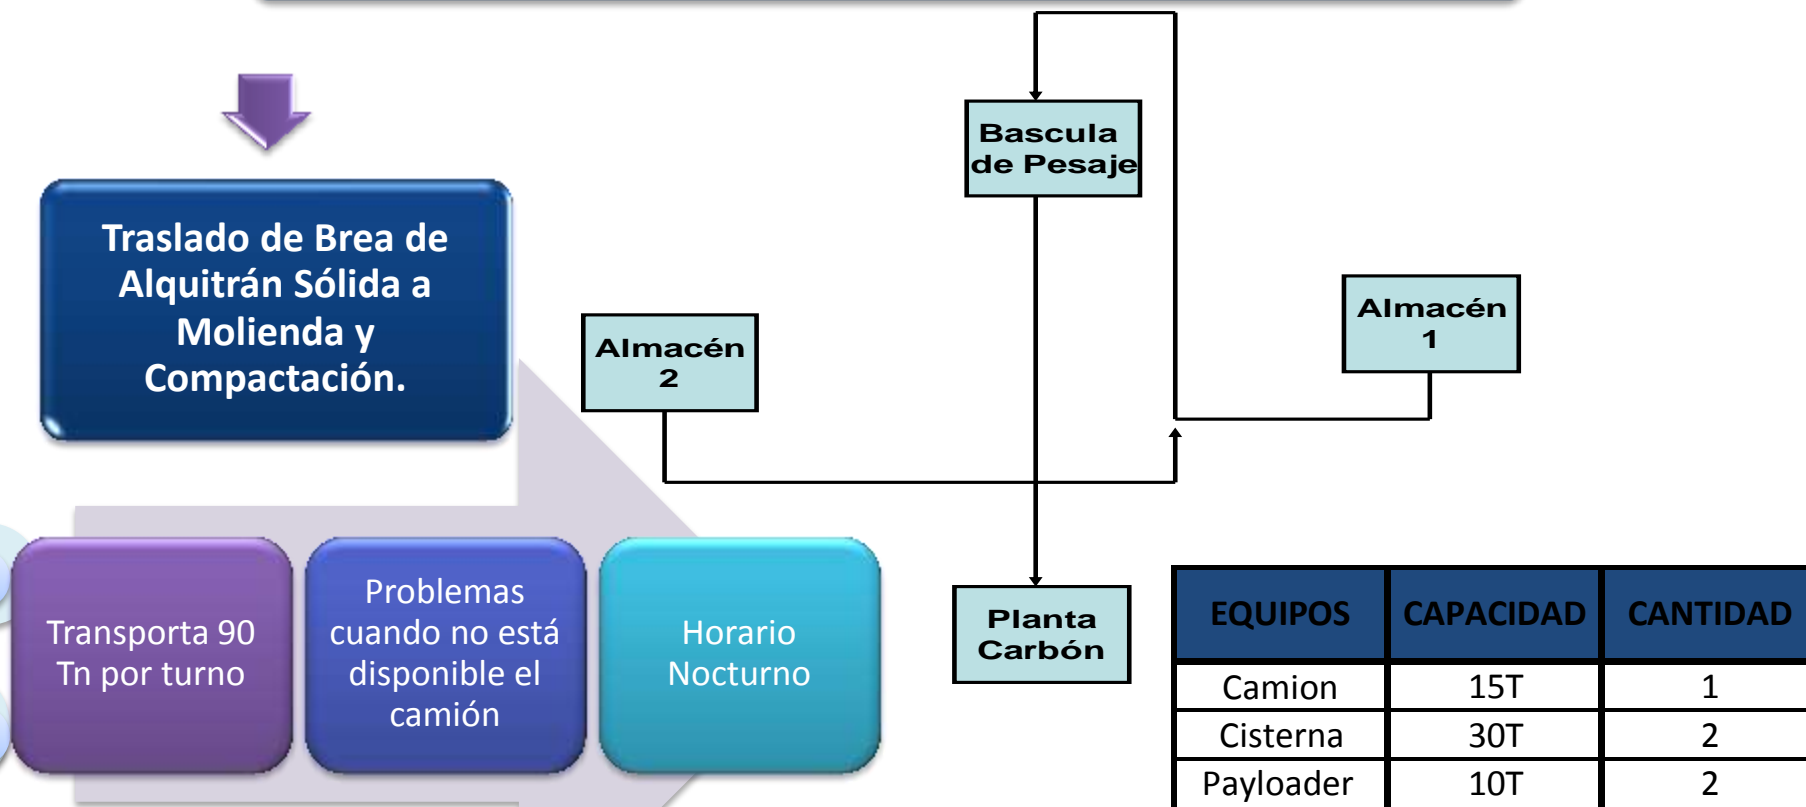 Bascula
de Pesaje
Traslado de Brea de
Alquitrán Sólida a
Molienda y
Compactación.
Almacén
1
Almacén
2
Transporta 90
Tn por turno
Problemas
cuando no está
disponible el
camión
Horario
Nocturno
Planta
Carbón
EQUIPOS CAPACIDAD CANTIDAD
Camion 15T 1
Cisterna 30T 2
Payloader 10T 2